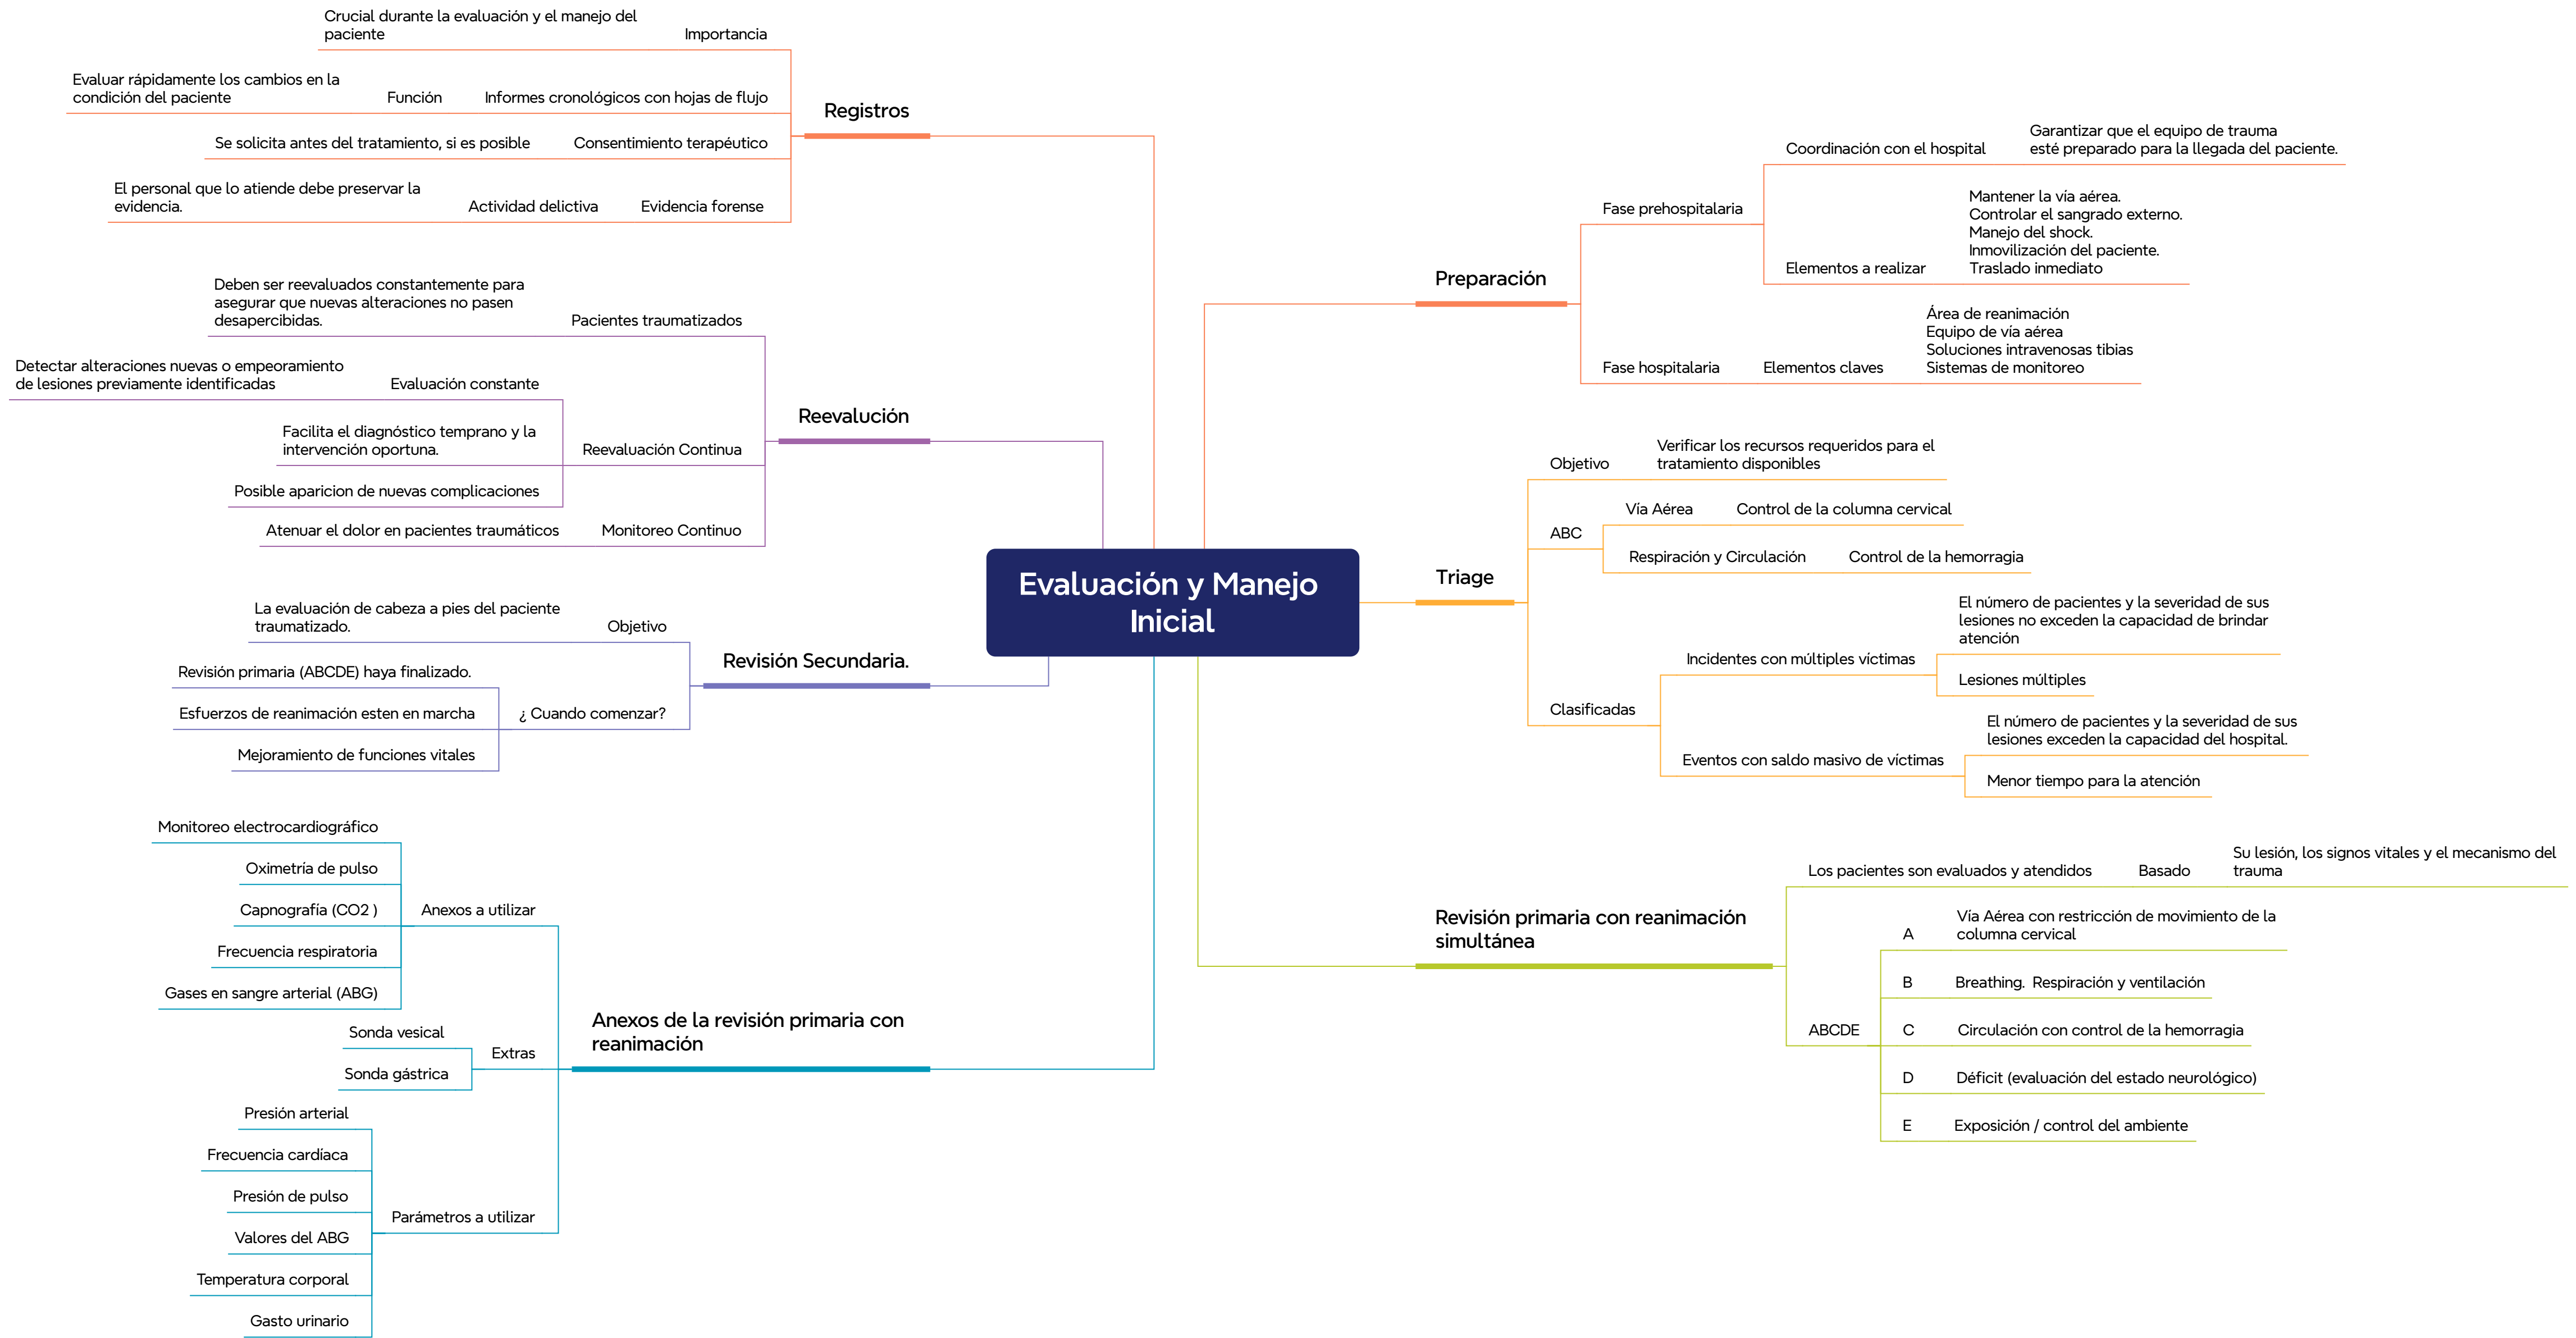 Evaluación y Manejo
Inicial
Preparación
Fase prehospitalaria
Coordinación con el hospital
Garantizar que el equipo de trauma
esté preparado para la llegada del paciente.
Elementos a realizar
Mantener la vía aérea.
Controlar el sangrado externo.
Manejo del shock.
Inmovilización del paciente.
Traslado inmediato
Fase hospitalaria
Elementos claves
Área de reanimación
Equipo de vía aérea
Soluciones intravenosas tibias
Sistemas de monitoreo
Triage
Objetivo
Verificar los recursos requeridos para el
tratamiento disponibles
ABC
Vía Aérea
Control de la columna cervical
Respiración y Circulación
Control de la hemorragia
Clasificadas
Incidentes con múltiples víctimas
El número de pacientes y la severidad de sus
lesiones no exceden la capacidad de brindar
atención
Lesiones múltiples
Eventos con saldo masivo de víctimas
El número de pacientes y la severidad de sus
lesiones exceden la capacidad del hospital.
Menor tiempo para la atención
Revisión primaria con reanimación
simultánea
Los pacientes son evaluados y atendidos
Basado
Su lesión, los signos vitales y el mecanismo del
trauma
ABCDE
A
Vía Aérea con restricción de movimiento de la
columna cervical
B
Breathing.  Respiración y ventilación
C
Circulación con control de la hemorragia
D
Déficit (evaluación del estado neurológico)
E
Exposición / control del ambiente
Registros
Importancia
Crucial durante la evaluación y el manejo del
paciente
Informes cronológicos con hojas de flujo
Función
Evaluar rápidamente los cambios en la
condición del paciente
Consentimiento terapéutico
Se solicita antes del tratamiento, si es posible
Evidencia forense
Actividad delictiva
El personal que lo atiende debe preservar la
evidencia.
Reevalución
Pacientes traumatizados
Deben ser reevaluados constantemente para
asegurar que nuevas alteraciones no pasen
desapercibidas.
Reevaluación Continua
Evaluación constante
Detectar alteraciones nuevas o empeoramiento
de lesiones previamente identificadas
Facilita el diagnóstico temprano y la
intervención oportuna.
Posible aparicion de nuevas complicaciones
Monitoreo Continuo
Atenuar el dolor en pacientes traumáticos
Revisión Secundaria.
Objetivo
La evaluación de cabeza a pies del paciente
traumatizado.
¿ Cuando comenzar?
Revisión primaria (ABCDE) haya finalizado.
Esfuerzos de reanimación esten en marcha
Mejoramiento de funciones vitales
Anexos de la revisión primaria con
reanimación
Anexos a utilizar
Monitoreo electrocardiográfico
Oximetría de pulso
Capnografía (CO2 )
Frecuencia respiratoria
Gases en sangre arterial (ABG)
Extras
Sonda vesical
Sonda gástrica
Parámetros a utilizar
Presión arterial
Frecuencia cardíaca
Presión de pulso
Valores del ABG
Temperatura corporal
Gasto urinario